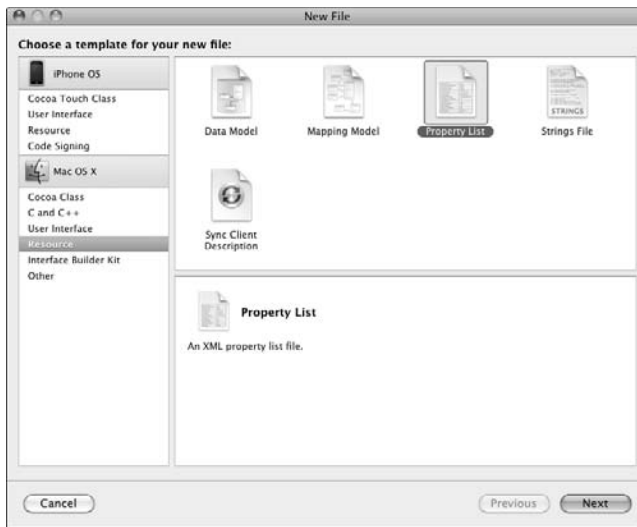 New File
Choose a template for your new file:
iPhone OS
Cocoa Touch Class
User Interface
Resource
Code Signing
Mac OS X
Cocoa Class
C and C++
User Interface
Resource
Interface Builder Kit
Other
Data Model
Mapping Model
Property List
STRINGS
Strings File
Sync Client
Description
Property List
An XML property list file.
Cancel
Previous
Next